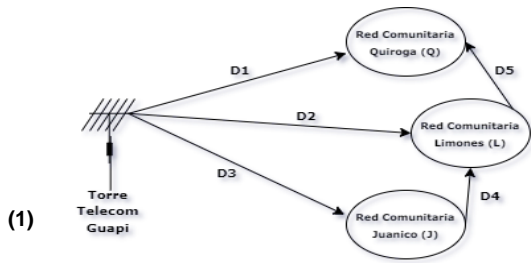 Red Comunitaria
Quiroga (Q)
D1
D5
D2
Red Comunitaria
Limones (L)
D3
D4
Torre
Telecom
Guapi
Red Comunitaria
Juanico (J)
(1)